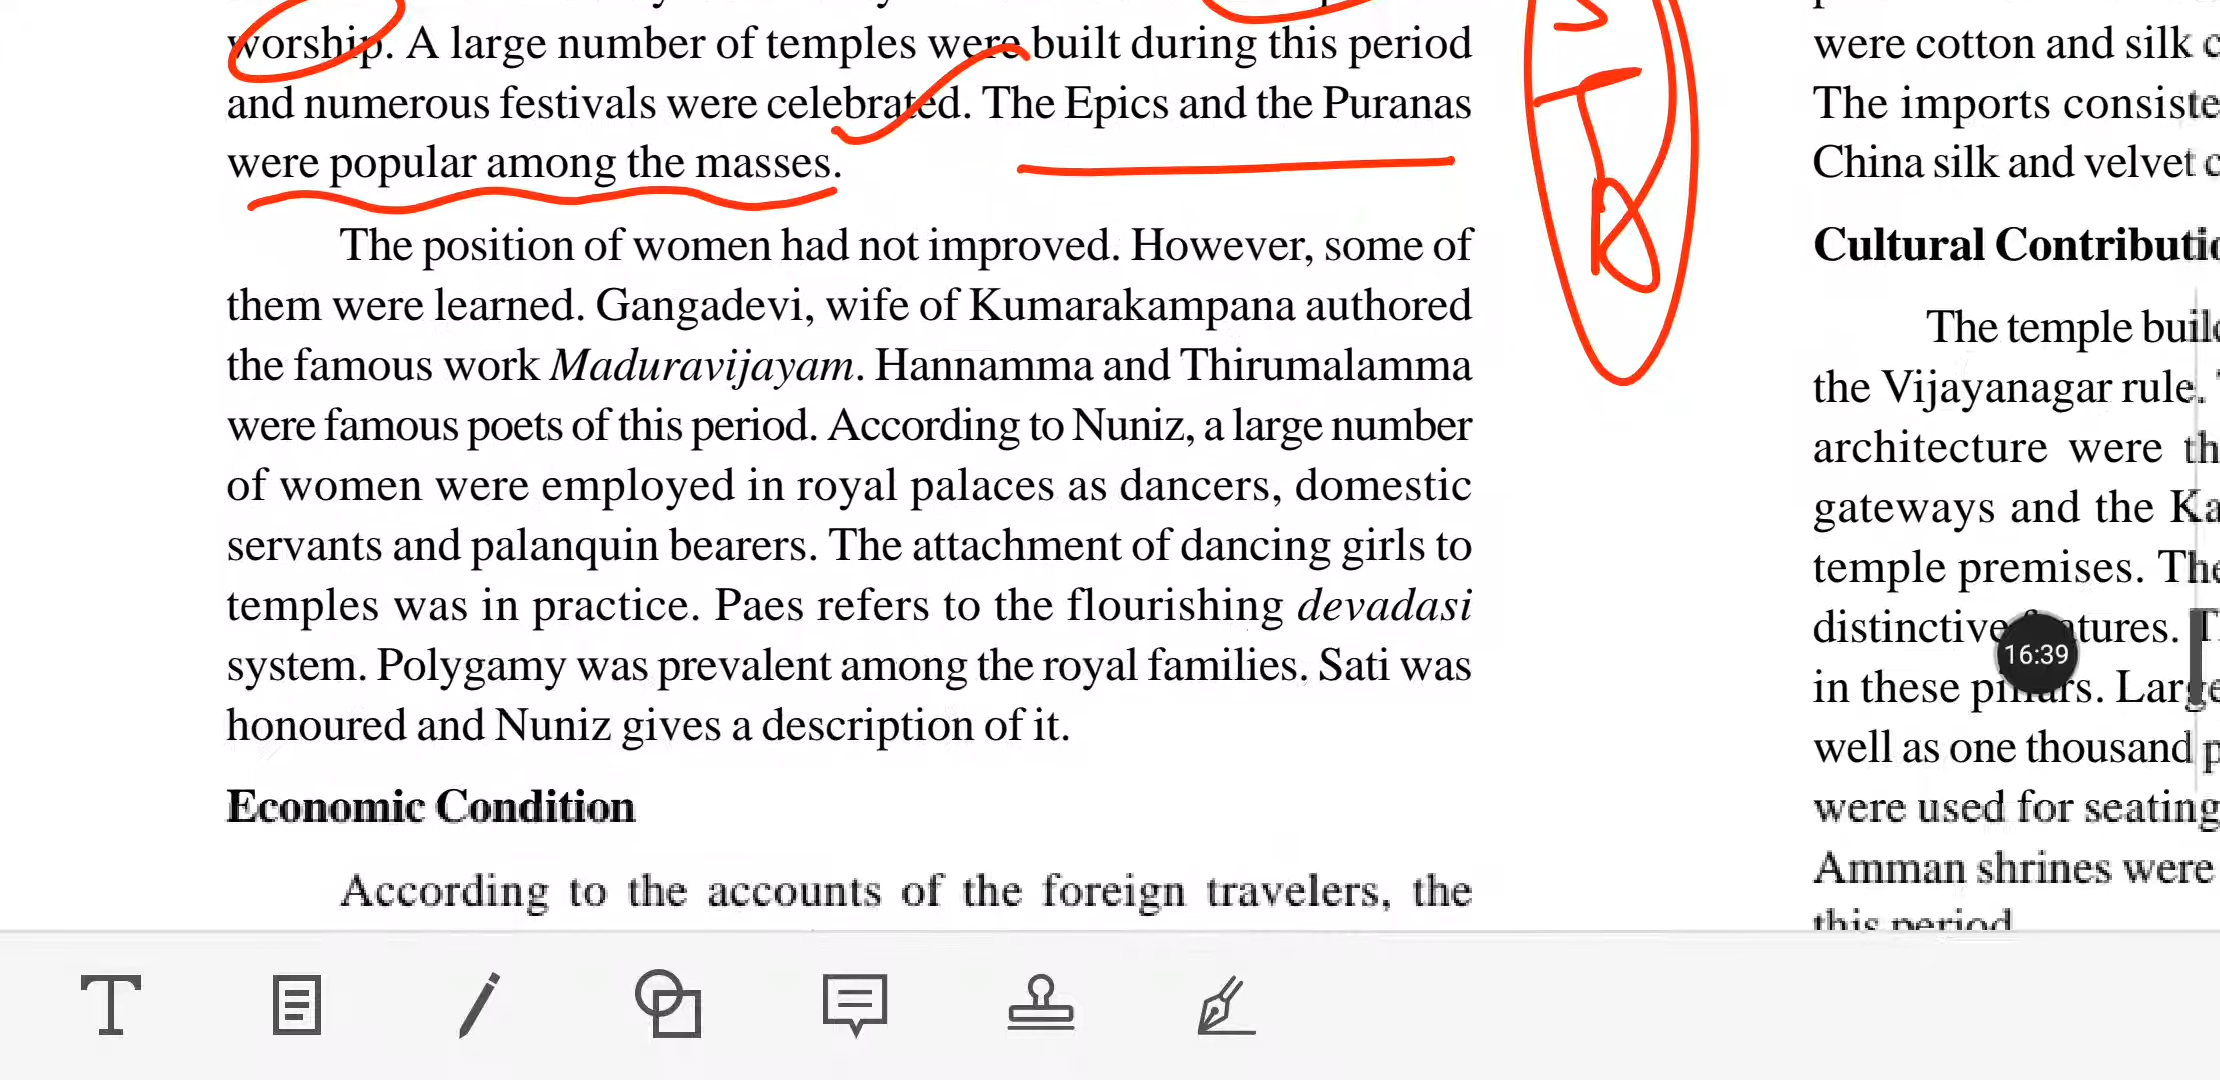 worship. A large number of temples were built during this period
and numerous festivals were celebrated. The Epics and the Puranas
were popular among the masses.
The position of women had not improved. However, some of
them were learned. Gangadevi, wife of Kumarakampana authored
the famous work Maduravijayam. Hannamma and Thirumalamma
were famous poets of this period. According to Nuniz, a large number
of women were employed in royal palaces as dancers, domestic
servants and palanquin bearers. The attachment of dancing girls to
temples was in practice. Paes refers to the flourishing devadasi
system. Polygamy was prevalent among the royal families. Sati was
honoured and Nuniz gives a description of it.
Economic Condition
According to the accounts of the foreign travelers, the
were cotton and silk
The imports
China silk and velvet
Cultural
The temple
the Vijayanagar rule.
architecture were
gateways and the
temple premises.
distinctive
in these
well as one thousand
were used for seating
Amman shrines were
this period
16:39